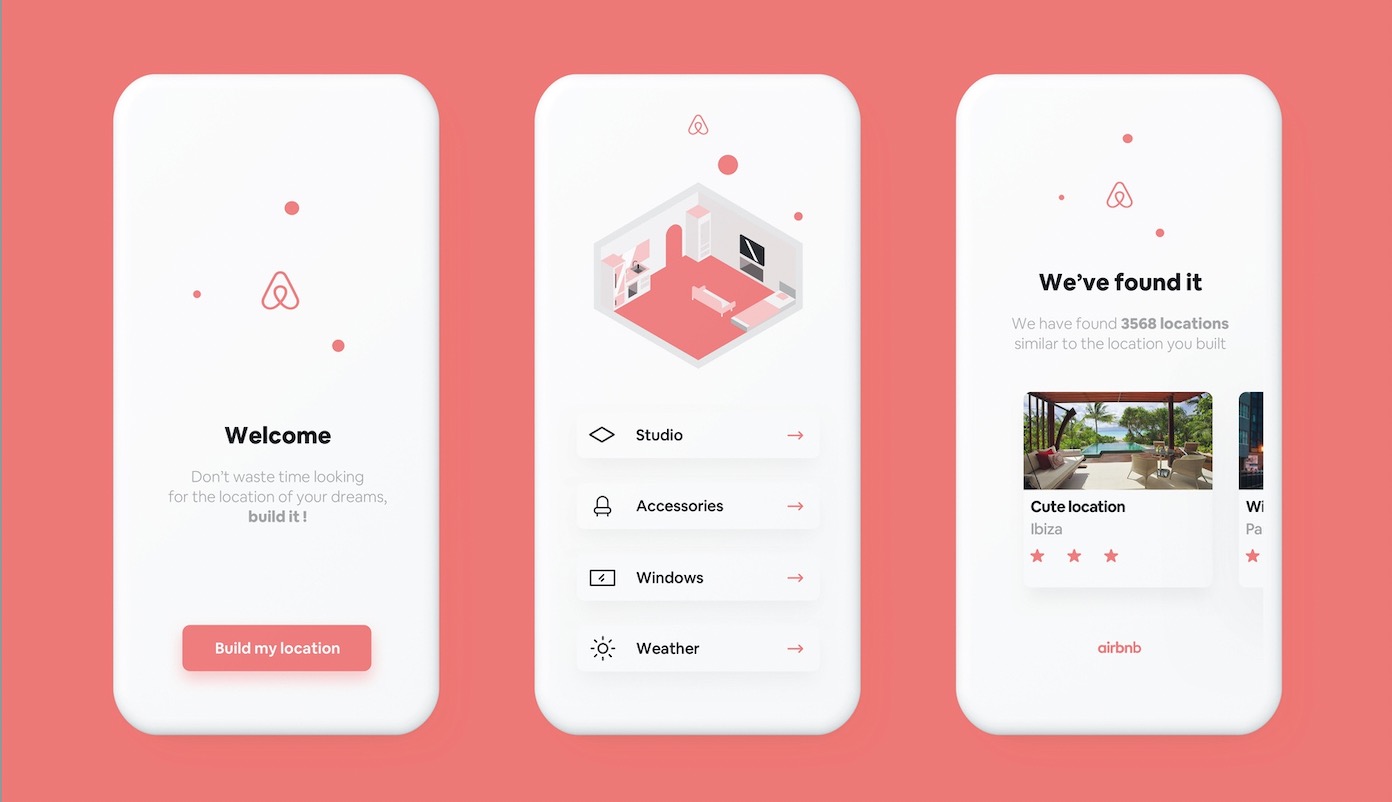 Welcome
Don't waste time looking
for the location of your dreams,
build it !
Build my location
Studio
Accessories
Windows
Weather
We've found it
We have found 3568 locations
similar to the location you built
Cute location
Ibiza
Wi
Pa
airbnb